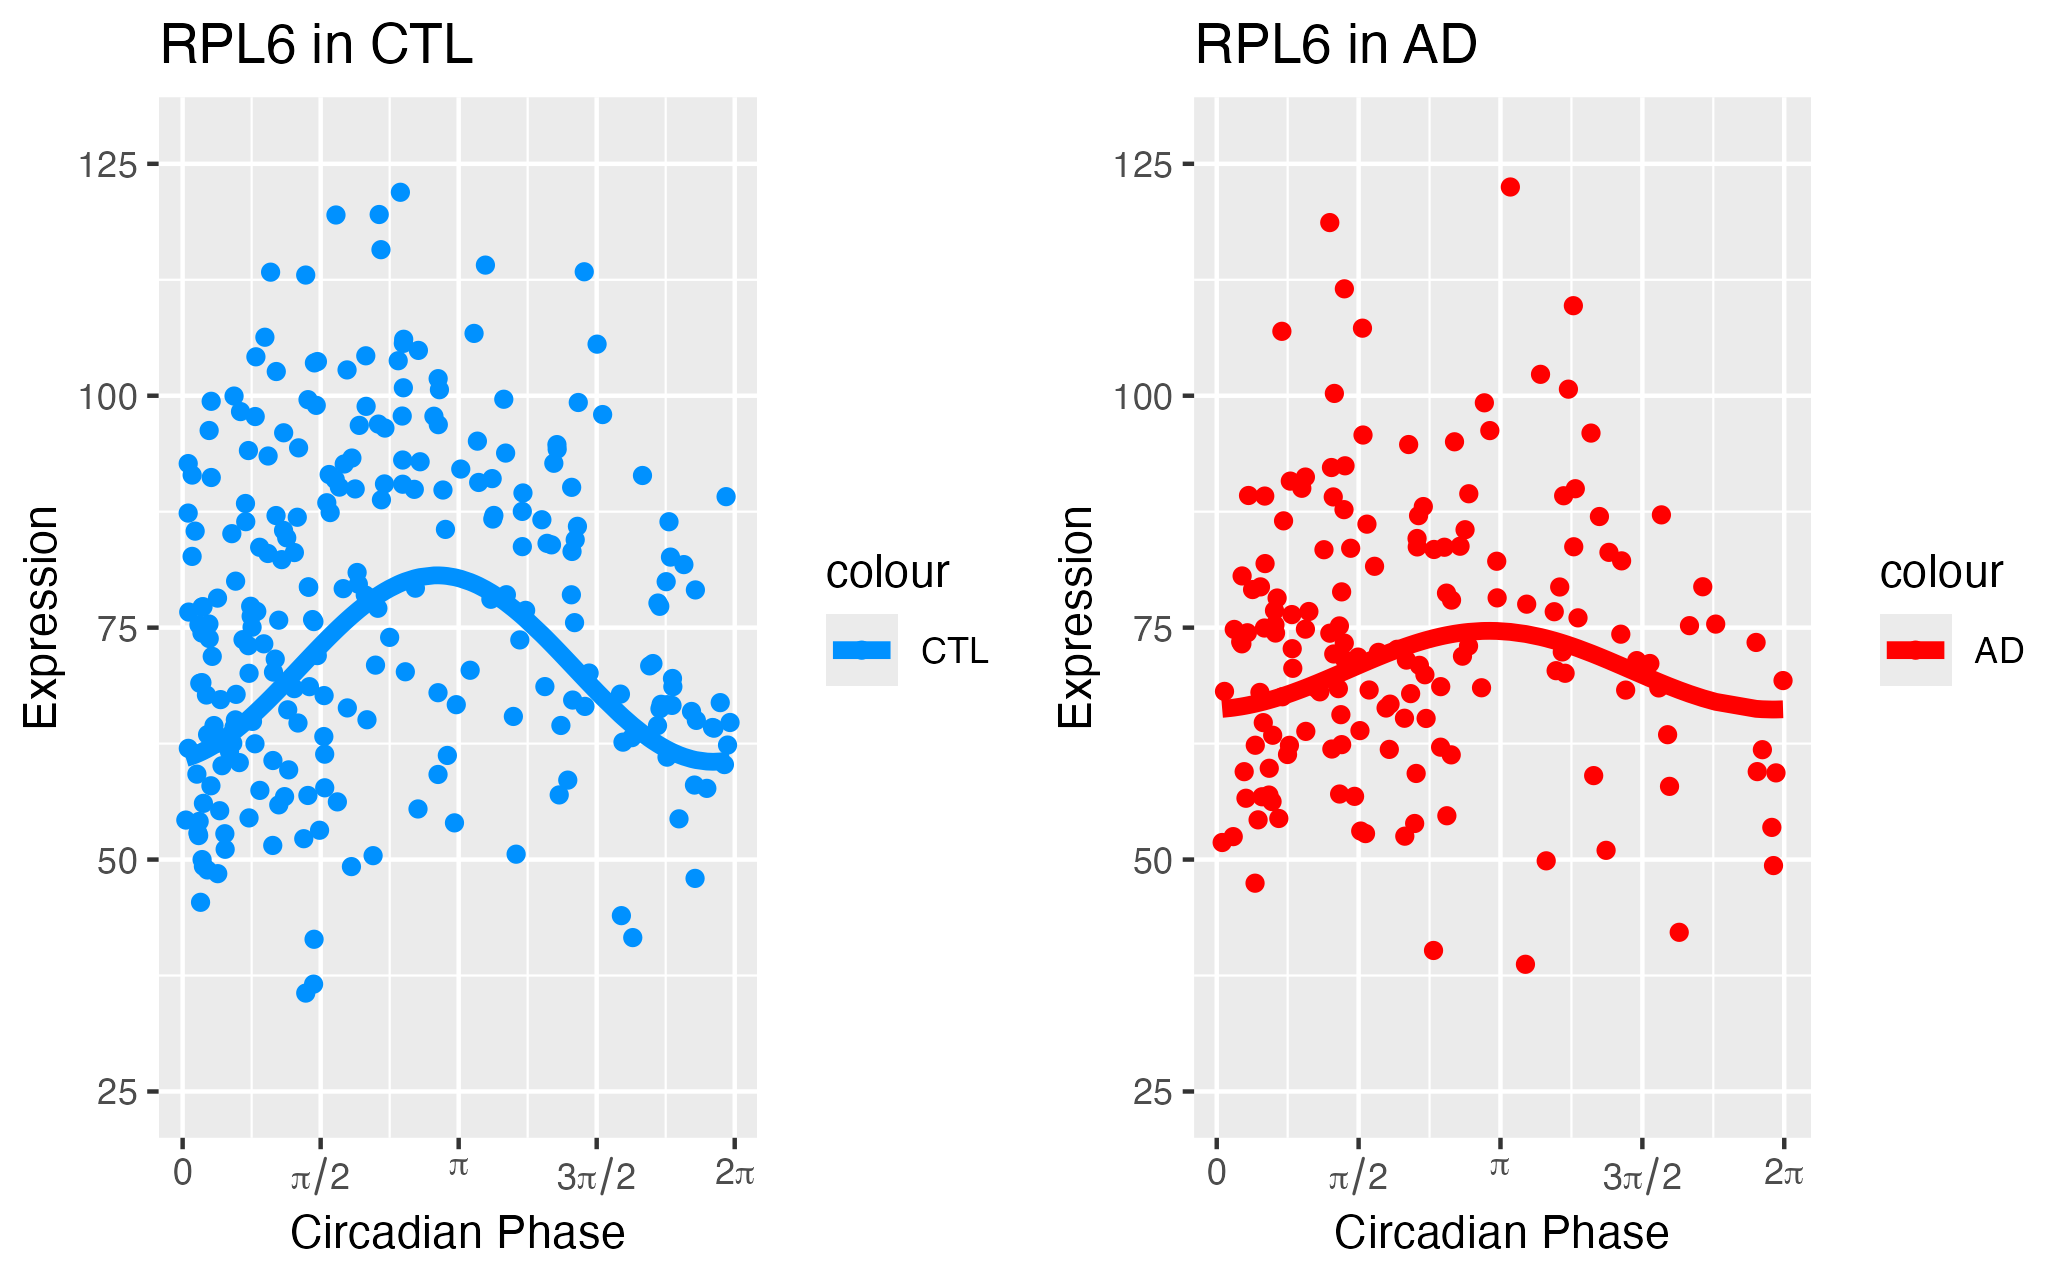 RPL6 in CTL
125
100
75
50
25
Expression
0 π/2 π 3π/2 2π
Circadian Phase
colour
CTL
RPL6 in AD
125
100
75
50
25
Expression
0 π/2 π 3π/2 2π
Circadian Phase
colour
AD